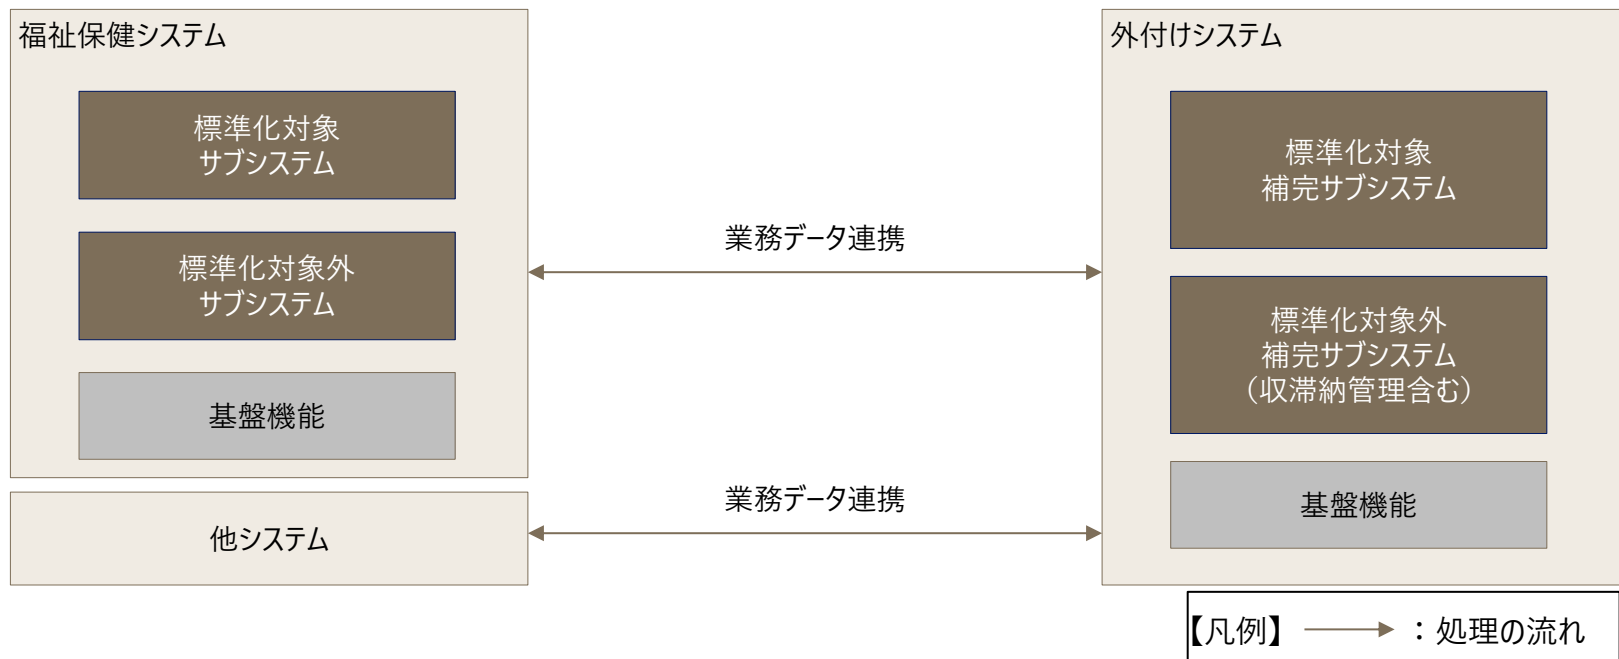 福祉保健システム
標準化対象
サブシステム
標準化対象外
サブシステム
基盤機能
他システム
業務データ連携
業務データ連携
外付けシステム
標準化対象
補完サブシステム
標準化対象外
補完サブシステム
（収滞納管理含む）
基盤機能
【凡例】 ：処理の流れ